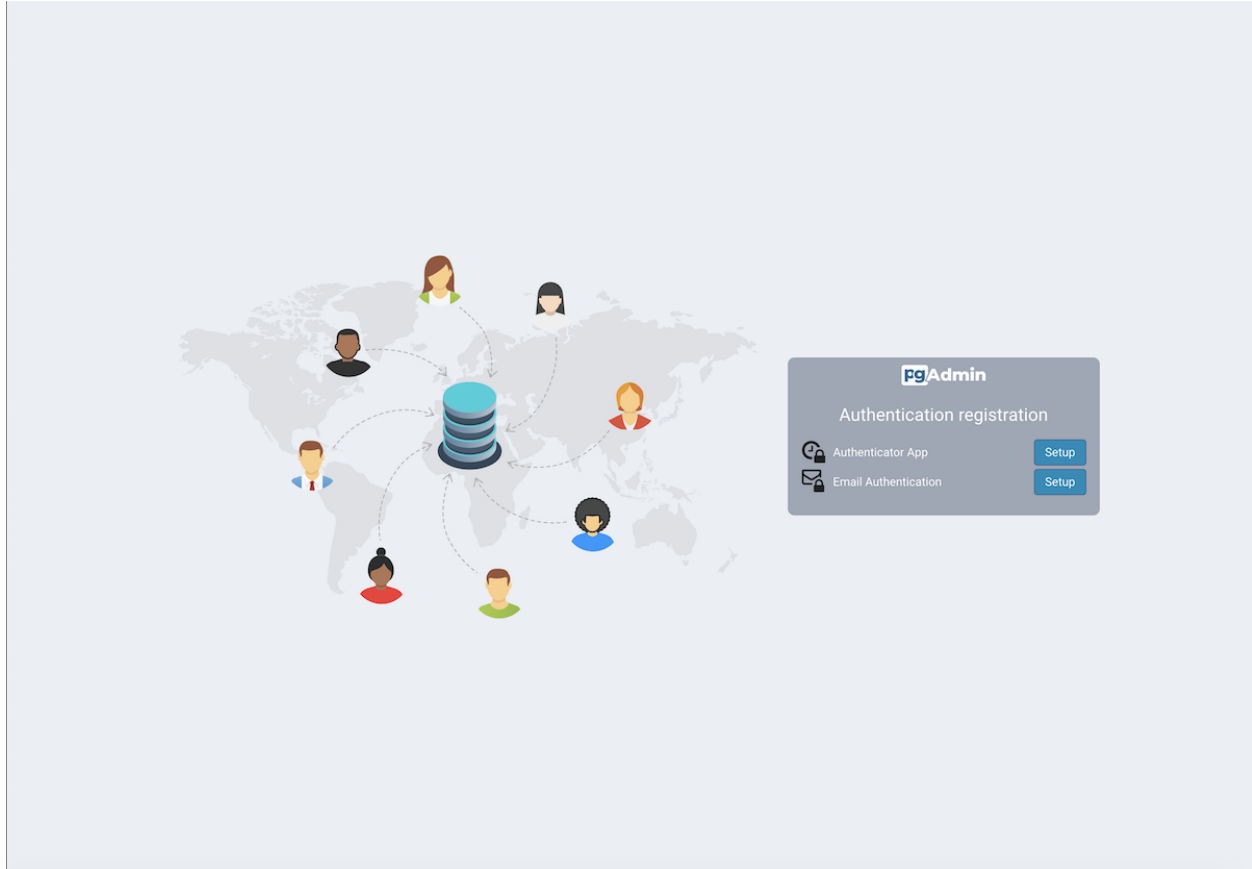 pgAdmin
Authentication registration
Authenticator App Setup
Email Authentication Setup